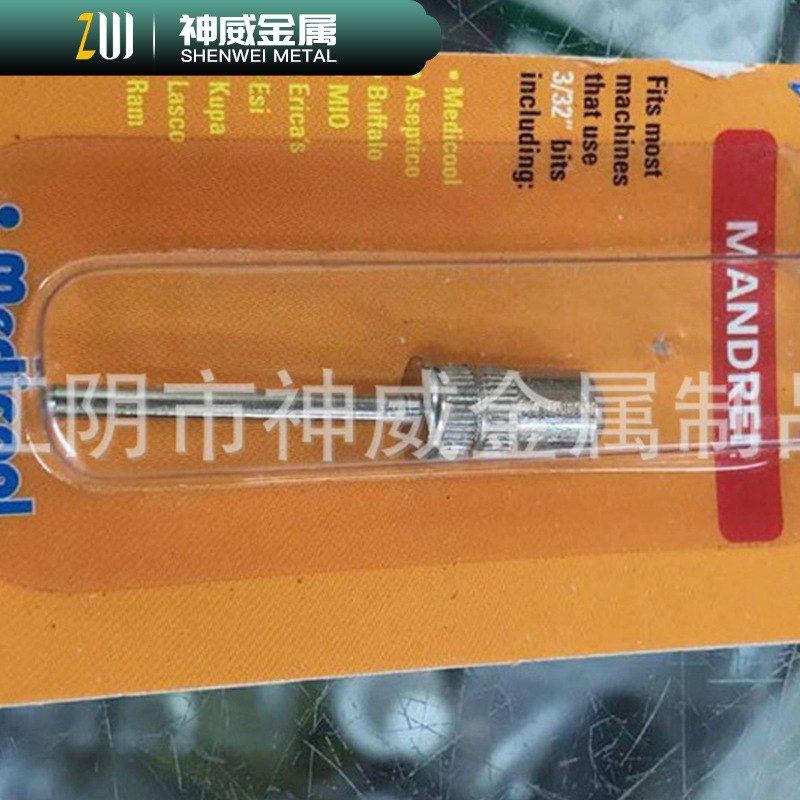 ZW
神威金属
SHENWEI METAL
MANDREL
Fits most
machines
that use
3/32" bits
including:
• Medicool
• Aseptico
• Buffalo
MIO
Erica's
Esi
Kupa
Lasco
Ram
Medicool
江阴市神威金属制品